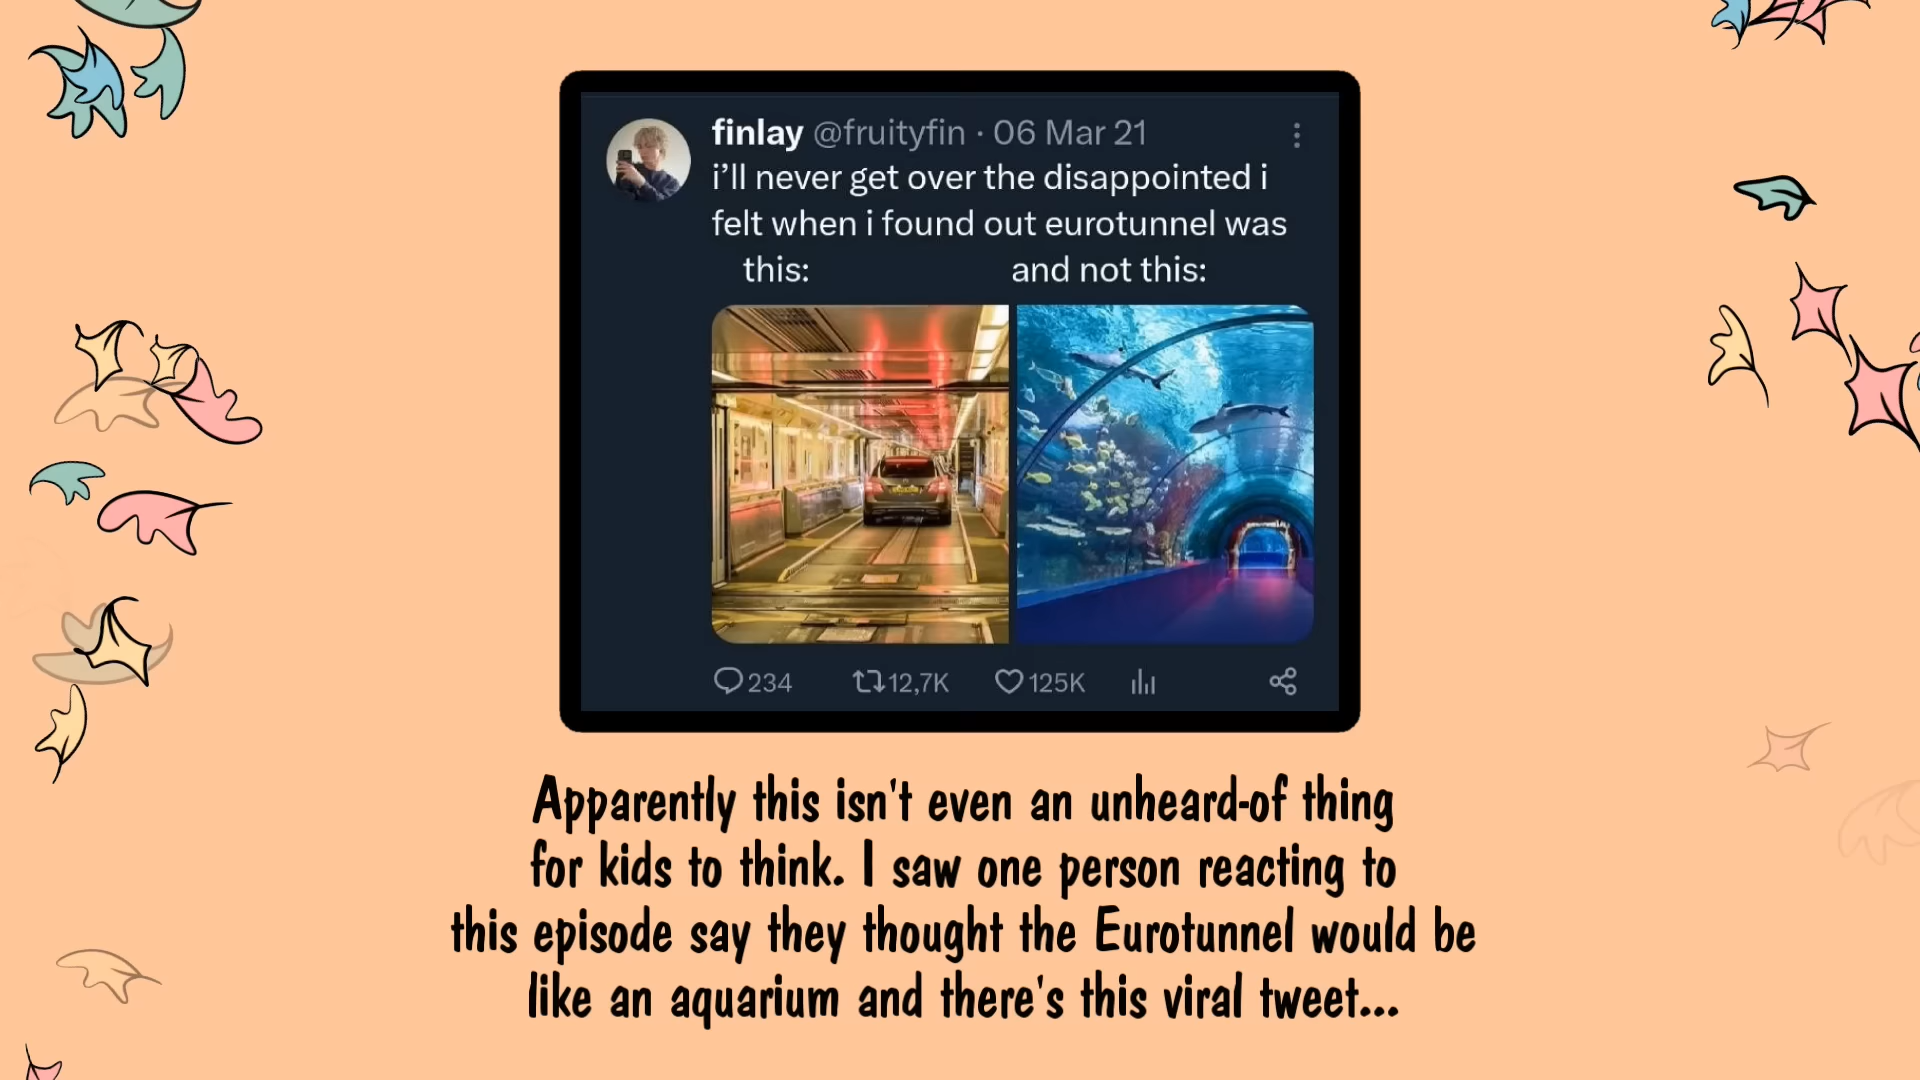 finlay @fruityfin · 06 Mar 21
i'll never get over the disappointed i
felt when i found out eurotunnel was
this: and not this:
234 12,7K 125K
Apparently this isn't even an unheard-of thing
for kids to think. I saw one person reacting to
this episode say they thought the Eurotunnel would be
like an aquarium and there's this viral tweet...